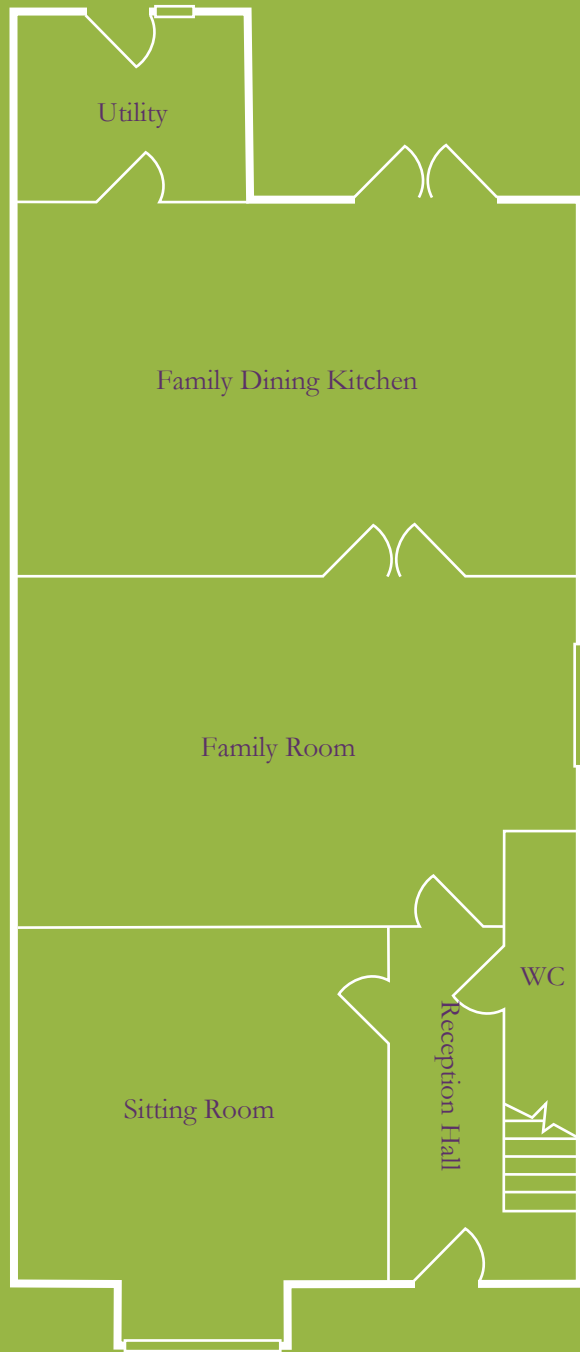 Utility
Family Dining Kitchen
Family Room
WC
Reception Hall
Sitting Room